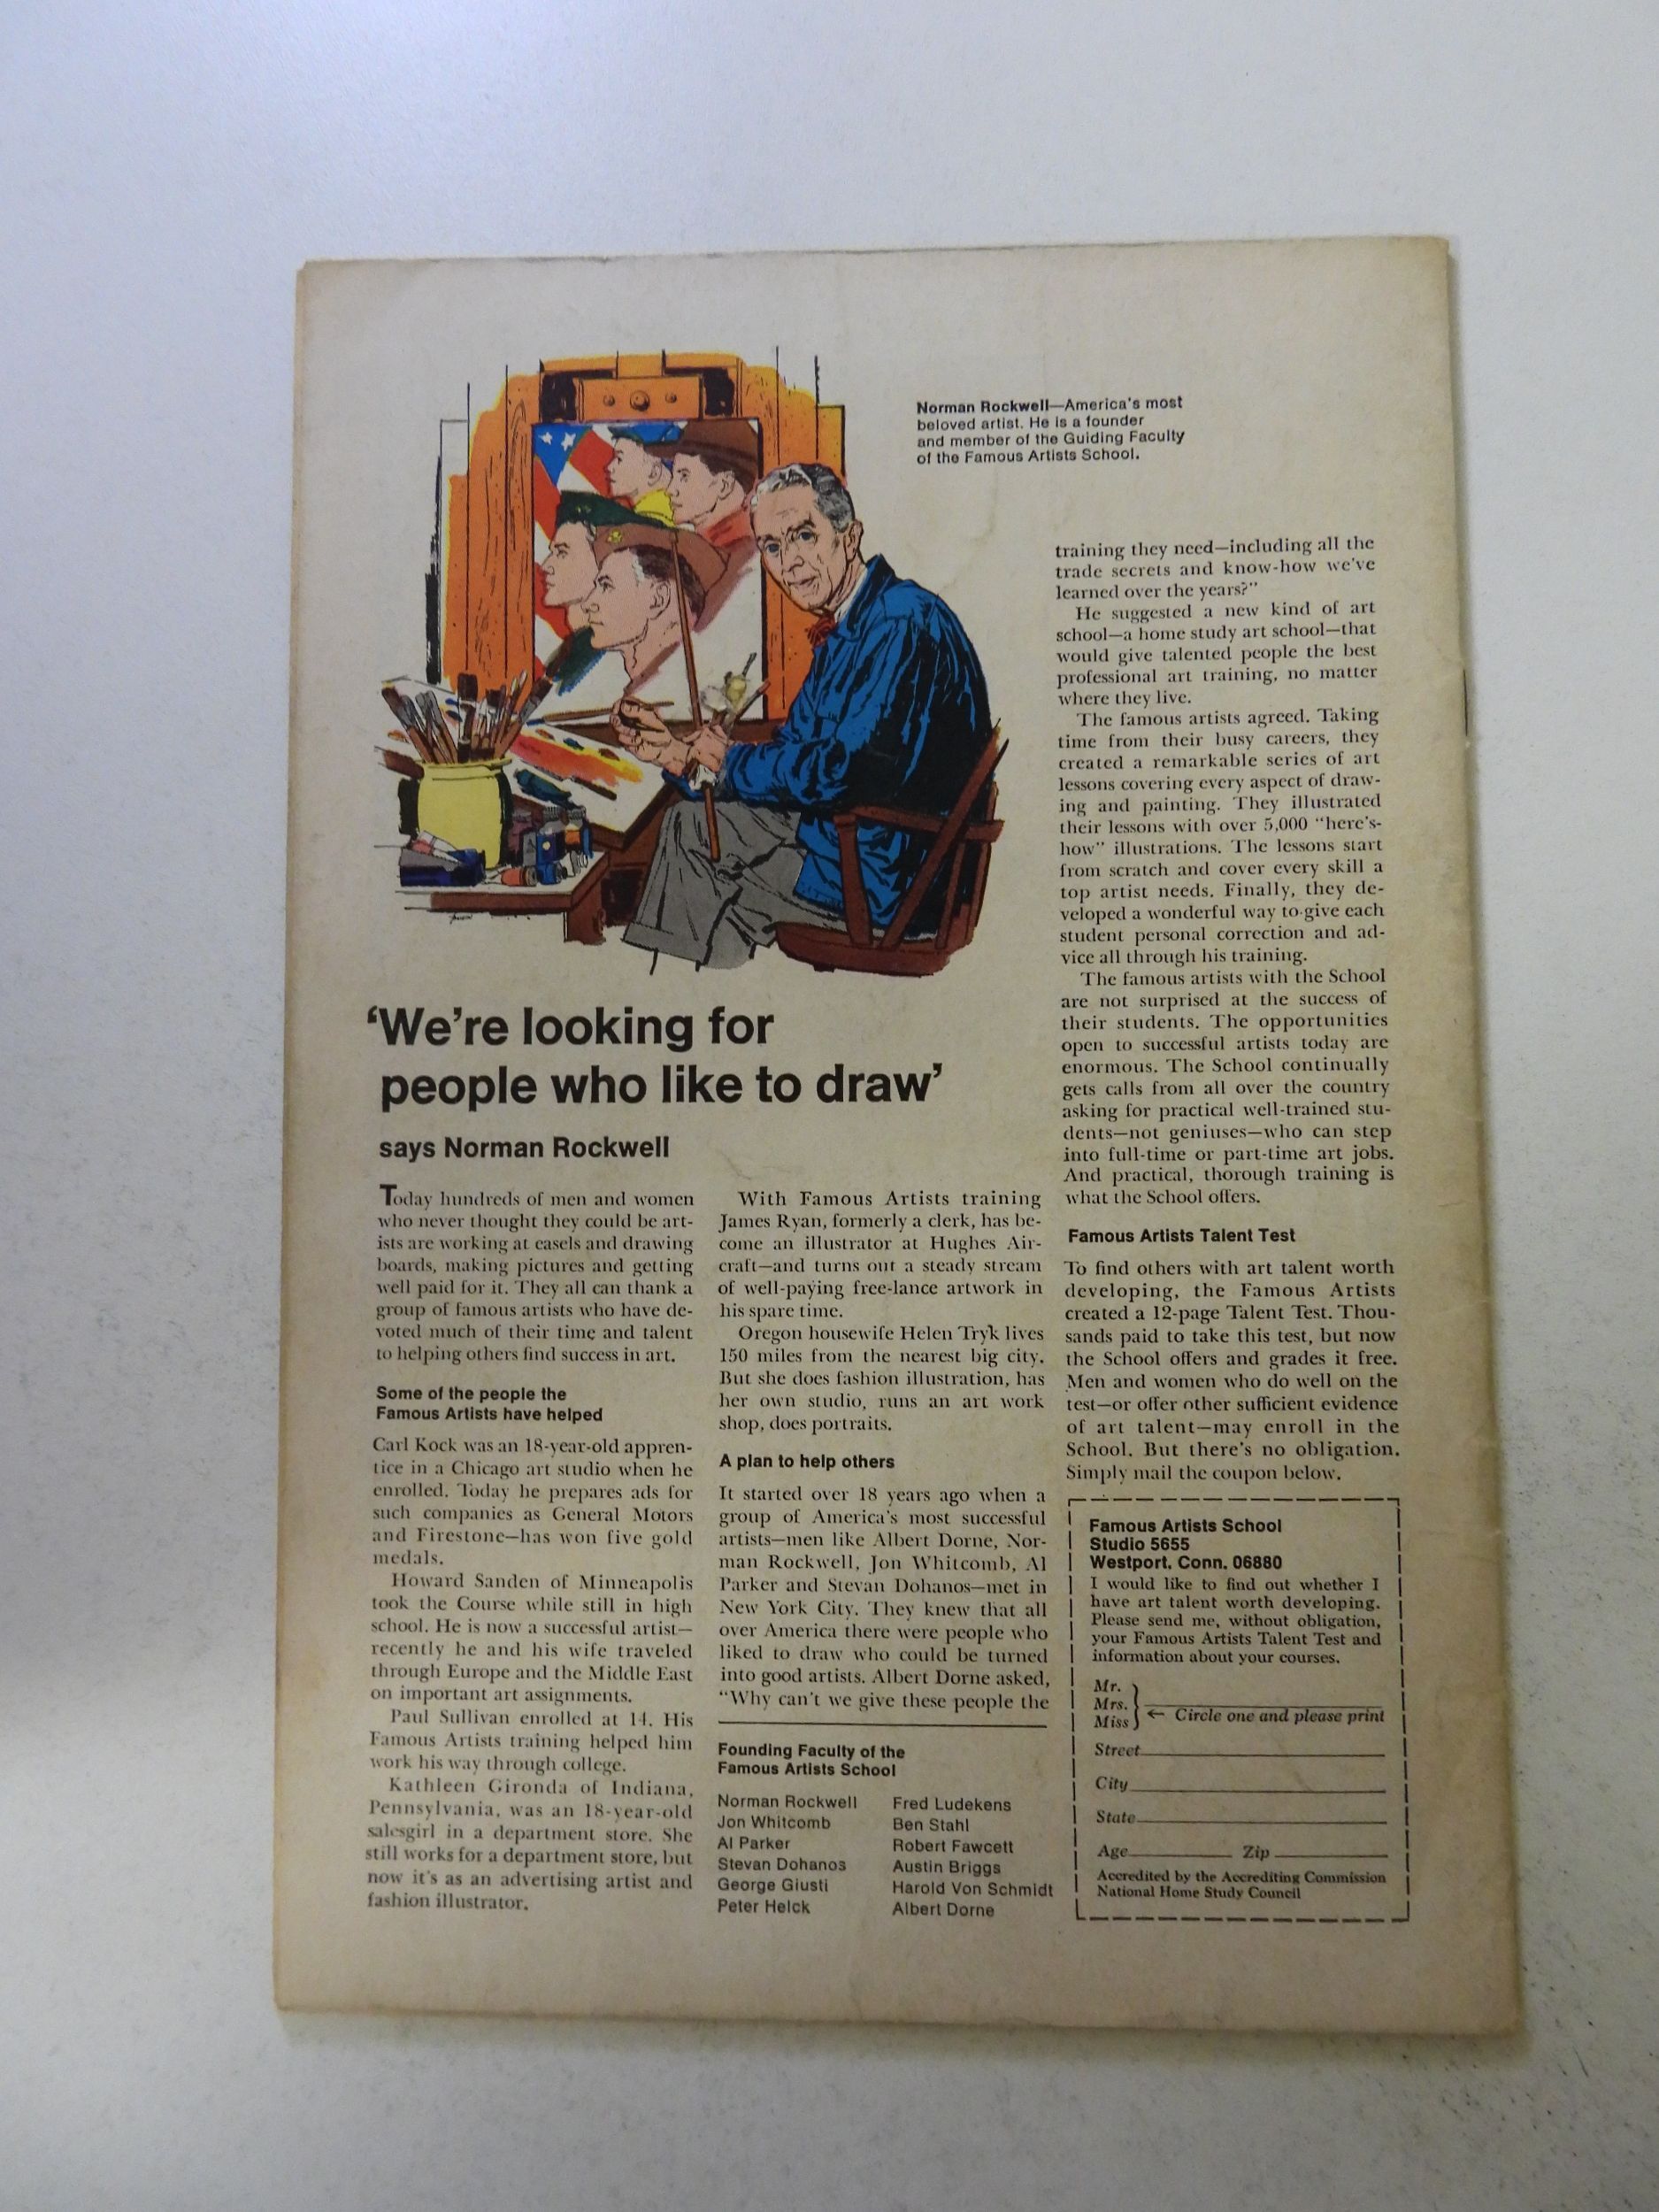 Norman Rockwell—America's most
beloved artist. He is a founder
and member of the Guiding Faculty
of the Famous Artists School.
'We're looking for
people who like to draw'
says Norman Rockwell
Today hundreds of men and women
who never thought they could be art-
ists are working at easels and drawing
boards, making pictures and getting
well paid for it. They all can thank a
group of famous artists who have de-
voted much of their time and talent
to helping others find success in art.
Some of the people the
Famous Artists have helped
Carl Kock was an 18-year-old appren-
tice in a Chicago art studio when he
enrolled. Today he prepares ads for
such companies as General Motors
and Firestone—has won five gold
medals.
Howard Sanden of Minneapolis
took the Course while still in high
school. He is now a successful artist—
recently he and his wife traveled
through Europe and the Middle East
on important art assignments.
Paul Sullivan enrolled at 14. His
Famous Artists training helped him
work his way through college.
Kathleen Gironda of Indiana,
Pennsylvania, was an 18-year-old
salesgirl in a department store. She
still works for a department store, but
now it's as an advertising artist and
fashion illustrator.
With Famous Artists training
James Ryan, formerly a clerk, has be-
come an illustrator at Hughes Air-
craft—and turns out a steady stream
of well-paying free-lance artwork in
his spare time.
Oregon housewife Helen Tryk lives
150 miles from the nearest big city.
But she does fashion illustration, has
her own studio, runs an art work
shop, does portraits.
A plan to help others
It started over 18 years ago when a
group of America's most successful
artists—men like Albert Dorne, Nor-
man Rockwell, Jon Whitcomb, Al
Parker and Stevan Dohanos—met in
New York City. They knew that all
over America there were people who
liked to draw who could be turned
into good artists. Albert Dorne asked,
"Why can't we give these people the
training they need—including all the
trade secrets and know-how we've
learned over the years?"
He suggested a new kind of art
school—a home study art school—that
would give talented people the best
professional art training, no matter
where they live.
The famous artists agreed. Taking
time from their busy careers, they
created a remarkable series of art
lessons covering every aspect of draw-
ing and painting. They illustrated
their lessons with over 5,000 "here's-
how" illustrations. The lessons start
from scratch and cover every skill a
top artist needs. Finally, they de-
veloped a wonderful way to give each
student personal correction and ad-
vice all through his training.
The famous artists with the School
are not surprised at the success of
their students. The opportunities
open to successful artists today are
enormous. The School continually
gets calls from all over the country
asking for practical well-trained stu-
dents—not geniuses—who can step
into full-time or part-time art jobs.
And practical, thorough training is
what the School offers.
Famous Artists Talent Test
To find others with art talent worth
developing, the Famous Artists
created a 12-page Talent Test. Thou-
sands paid to take this test, but now
the School offers and grades it free.
Men and women who do well on the
test—or offer other sufficient evidence
of art talent—may enroll in the
School. But there's no obligation.
Simply mail the coupon below.
Founding Faculty of the
Famous Artists School
Norman Rockwell
Jon Whitcomb
Al Parker
Stevan Dohanos
George Giusti
Peter Helck
Fred Ludekens
Ben Stahl
Robert Fawcett
Austin Briggs
Harold Von Schmidt
Albert Dorne
Famous Artists School
Studio 5655
Westport, Conn. 06880
I would like to find out whether I
have art talent worth developing.
Please send me, without obligation,
your Famous Artists Talent Test and
information about your courses.
Mr.
Mrs.
Miss
← Circle one and please print
Street
City
State
Age Zip
Accredited by the Accrediting Commission
National Home Study Council